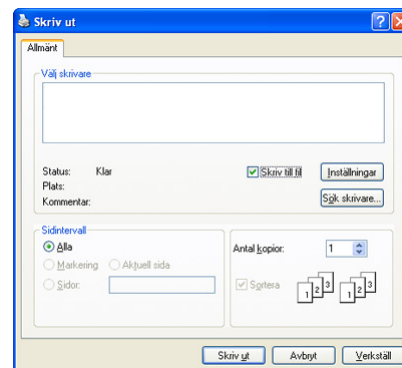 Skriv ut
Allmänt
Välj skrivare
Status: Klar
Plats:
Kommentar:
Skriv till fil
Inställningar
Sök skrivare...
Sidintervall
Alla
Markering Aktuell sida
Sidor:
Antal kopior: 1
Sortera
1 2 3 1 2 3
Skriv ut Avbryt Verkställ